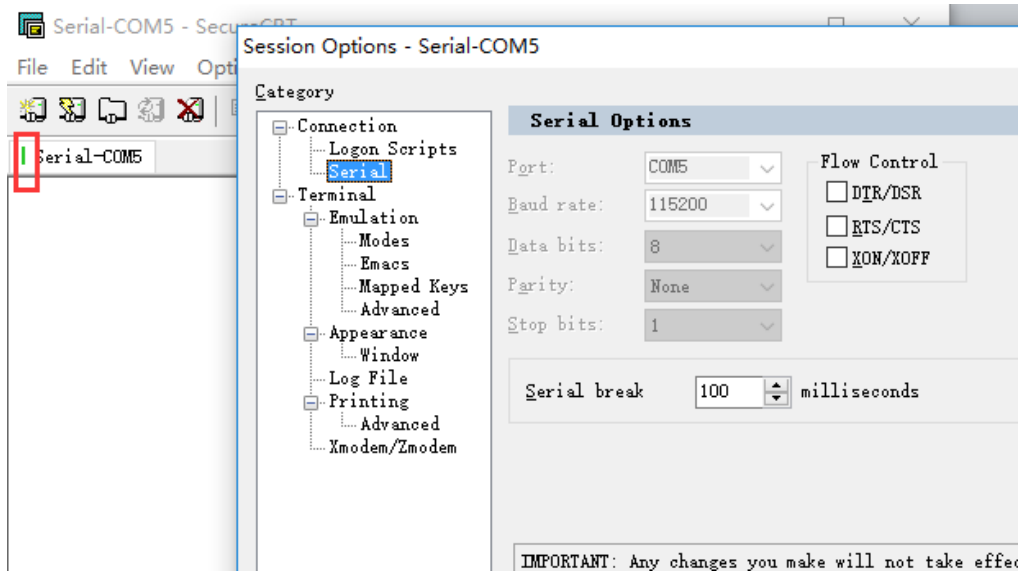 Serial-COM5 - SecureCRT
File Edit View Opti
Serial-COM5
Session Options - Serial-COM5
Category
Connection
Logon Scripts
Serial
Terminal
Emulation
Modes
Emacs
Mapped Keys
Advanced
Appearance
Window
Log File
Printing
Advanced
Xmodem/Zmodem
Serial Options
Port: COM5
Baud rate: 115200
Data bits: 8
Parity: None
Stop bits: 1
Flow Control
DTR/DSR
RTS/CTS
XON/XOFF
Serial break 100 milliseconds
IMPORTANT: Any changes you make will not take effec